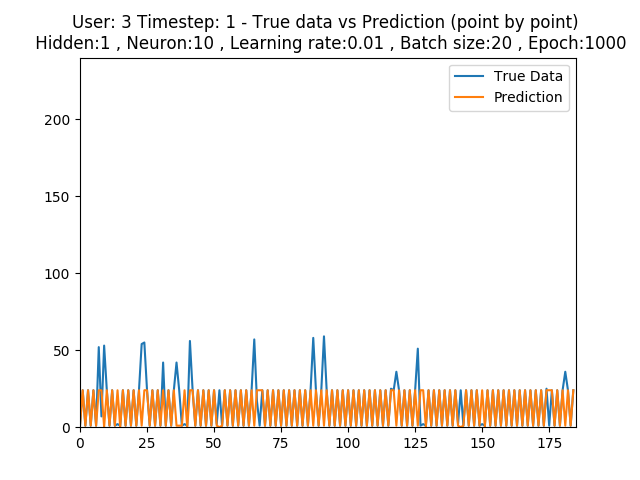 User: 3 Timestep: 1 - True data vs Prediction (point by point)
Hidden:1 , Neuron:10 , Learning rate:0.01 , Batch size:20 , Epoch:1000
True Data
Prediction
200
150
100
50
0
0 25 50 75 100 125 150 175